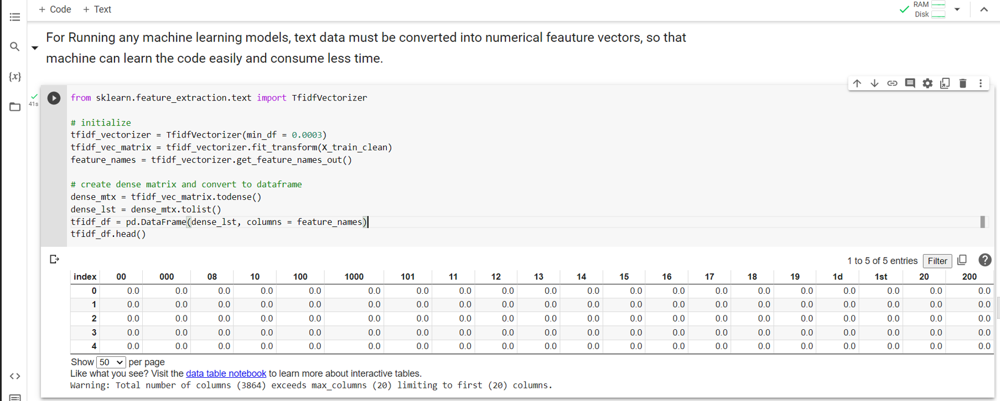 + Code + Text
RAM
Disk
For Running any machine learning models, text data must be converted into numerical feauture vectors, so that
machine can learn the code easily and consume less time.
{x}
41s
from sklearn.feature_extraction.text import TfidfVectorizer
# initialize
tfidf_vectorizer = TfidfVectorizer(min_df = 0.0003)
tfidf_vec_matrix = tfidf_vectorizer.fit_transform(X_train_clean)
feature_names = tfidf_vectorizer.get_feature_names_out()
# create dense matrix and convert to dataframe
dense_mtx = tfidf_vec_matrix.todense()
dense_lst = dense_mtx.tolist()
tfidf_df = pd.DataFrame(dense_lst, columns = feature_names)
tfidf_df.head()
1 to 5 of 5 entries Filter
index 00 000 08 10 100 1000 101 11 12 13 14 15 16 17 18 19 1d 1st 20 200
0 0.0 0.0 0.0 0.0 0.0 0.0 0.0 0.0 0.0 0.0 0.0 0.0 0.0 0.0 0.0 0.0 0.0 0.0 0.0 0.0
1 0.0 0.0 0.0 0.0 0.0 0.0 0.0 0.0 0.0 0.0 0.0 0.0 0.0 0.0 0.0 0.0 0.0 0.0 0.0 0.0
2 0.0 0.0 0.0 0.0 0.0 0.0 0.0 0.0 0.0 0.0 0.0 0.0 0.0 0.0 0.0 0.0 0.0 0.0 0.0 0.0
3 0.0 0.0 0.0 0.0 0.0 0.0 0.0 0.0 0.0 0.0 0.0 0.0 0.0 0.0 0.0 0.0 0.0 0.0 0.0 0.0
4 0.0 0.0 0.0 0.0 0.0 0.0 0.0 0.0 0.0 0.0 0.0 0.0 0.0 0.0 0.0 0.0 0.0 0.0 0.0 0.0
Show 50 per page
Like what you see? Visit the data table notebook to learn more about interactive tables.
Warning: Total number of columns (3864) exceeds max_columns (20) limiting to first (20) columns.